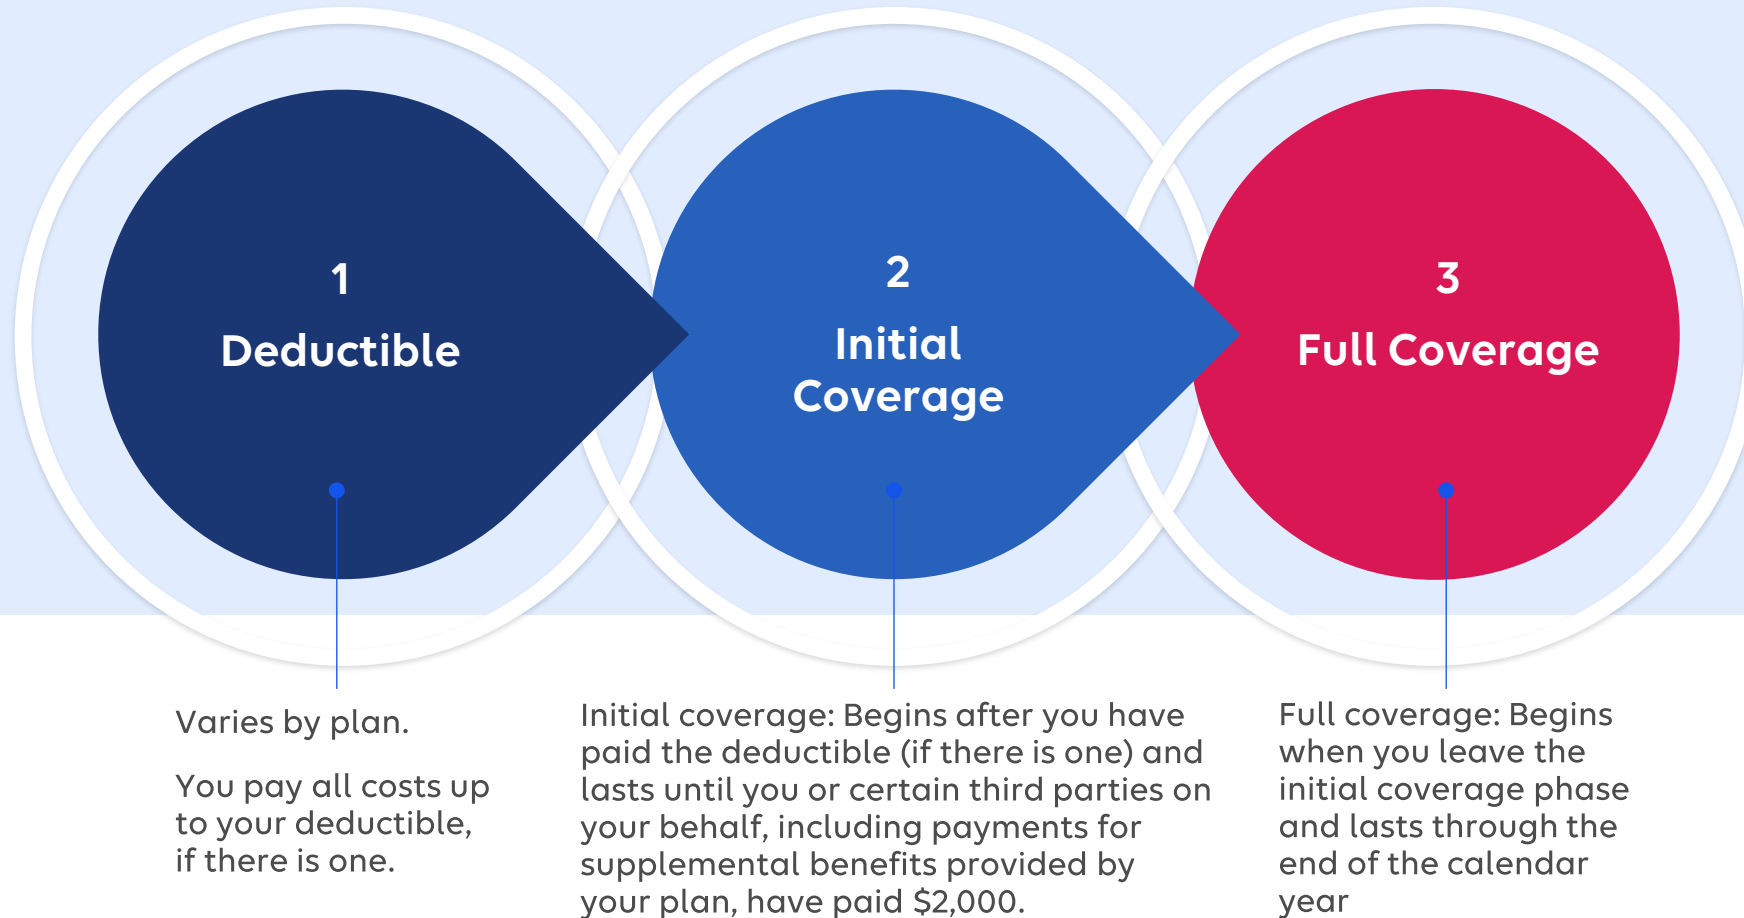 1
Deductible
2
Initial
Coverage
3
Full Coverage
Varies by plan.
You pay all costs up
to your deductible,
if there is one.
Initial coverage: Begins after you have
paid the deductible (if there is one) and
lasts until you or certain third parties on
your behalf, including payments for
supplemental benefits provided by
your plan, have paid $2,000.
Full coverage: Begins
when you leave the
initial coverage phase
and lasts through the
end of the calendar
year